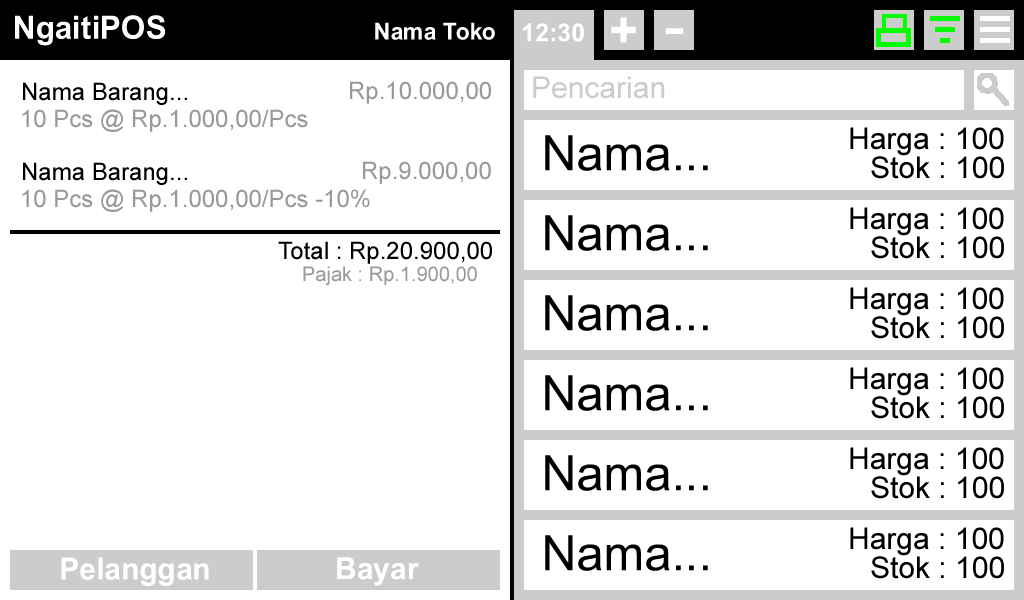 NgaitiPOS
Nama Toko
Nama Barang... Rp.10.000,00
10 Pcs @ Rp.1.000,00/Pcs
Nama Barang... Rp.9.000,00
10 Pcs @ Rp.1.000,00/Pcs -10%
Total : Rp.20.900,00
Pajak : Rp.1.900,00
Pelanggan
Bayar
12:30 + -
Pencarian
Nama...
Harga : 100
Stok : 100
Nama...
Harga : 100
Stok : 100
Nama...
Harga : 100
Stok : 100
Nama...
Harga : 100
Stok : 100
Nama...
Harga : 100
Stok : 100
Nama...
Harga : 100
Stok : 100